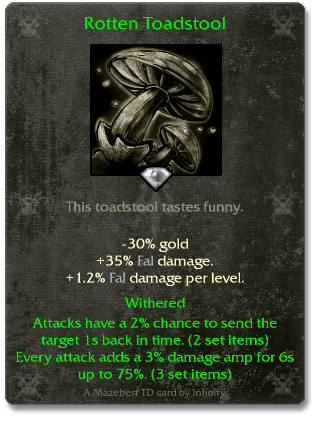 Rotten Toadstool
This toadstool tastes funny.
-30% gold
+35% Fal damage.
+1.2% Fal damage per level.
Withered
Attacks have a 2% chance to send the
target 1s back in time. (2 set items)
Every attack adds a 3% damage amp for 6s
up to 75%. (3 set items)
A Mazebert TD card by Infinity